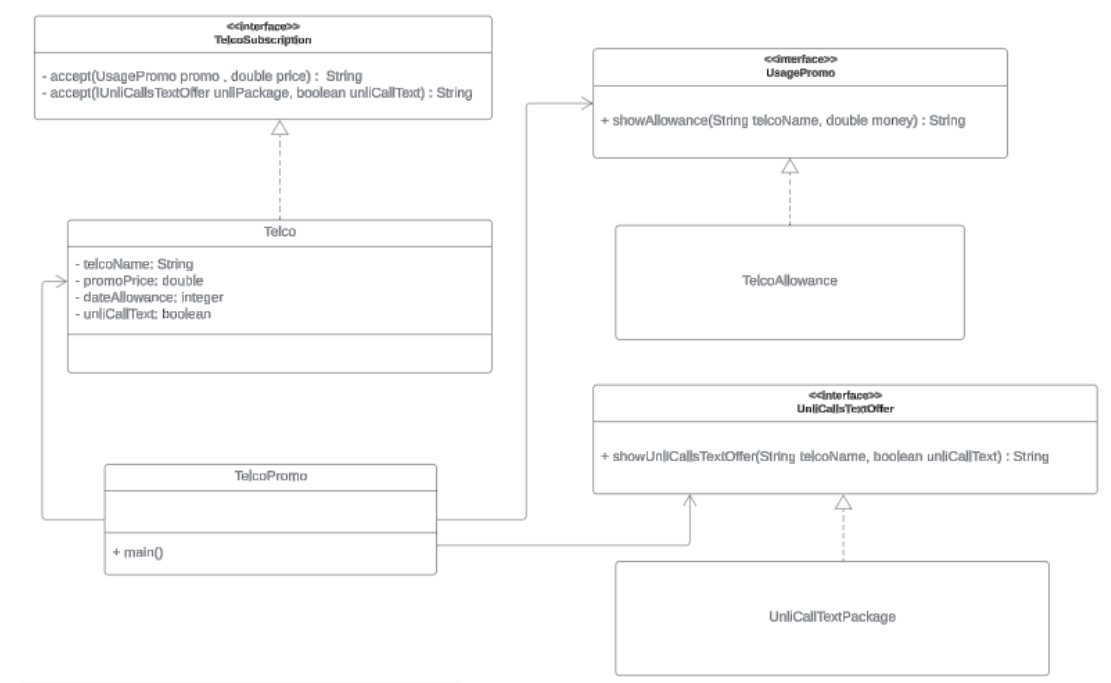 <<interface>>
TelcoSubscription
- accept(UsagePromo promo , double price) : String
- accept(IUnliCallsTextOffer unliPackage, boolean unliCallText) : String
<<interface>>
UsagePromo
+ showAllowance(String telcoName, double money) : String
Telco
- telcoName: String
- promoPrice: double
- dateAllowance: integer
- unliCallText: boolean
TelcoAllowance
<<interface>>
UnliCallsTextOffer
+ showUnliCallsTextOffer(String telcoName, boolean unliCallText) : String
TelcoPromo
+ main()
UnliCallTextPackage